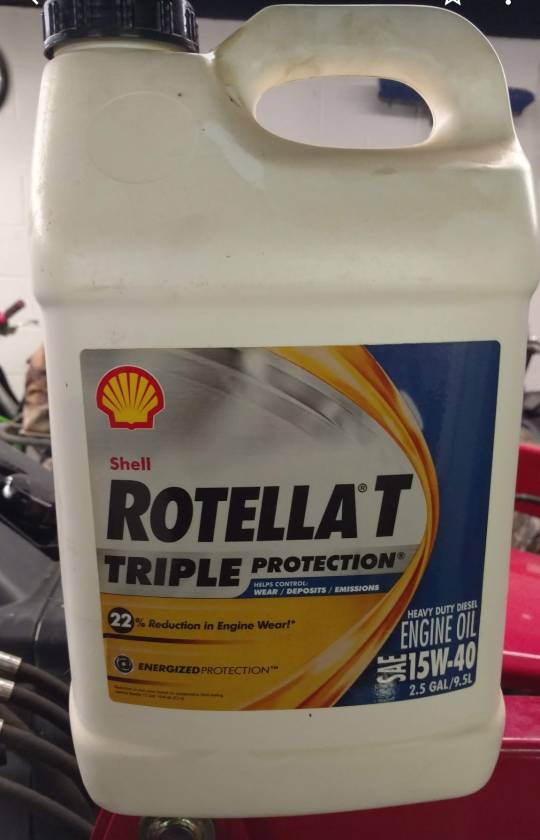 Shell
ROTELLA® T
TRIPLE PROTECTION®
HELPS CONTROL:
WEAR / DEPOSITS / EMISSIONS
22% Reduction in Engine Wear!*
ENERGIZED PROTECTION™
HEAVY DUTY DIESEL
ENGINE OIL
SAE 15W-40
2.5 GAL/9.5L